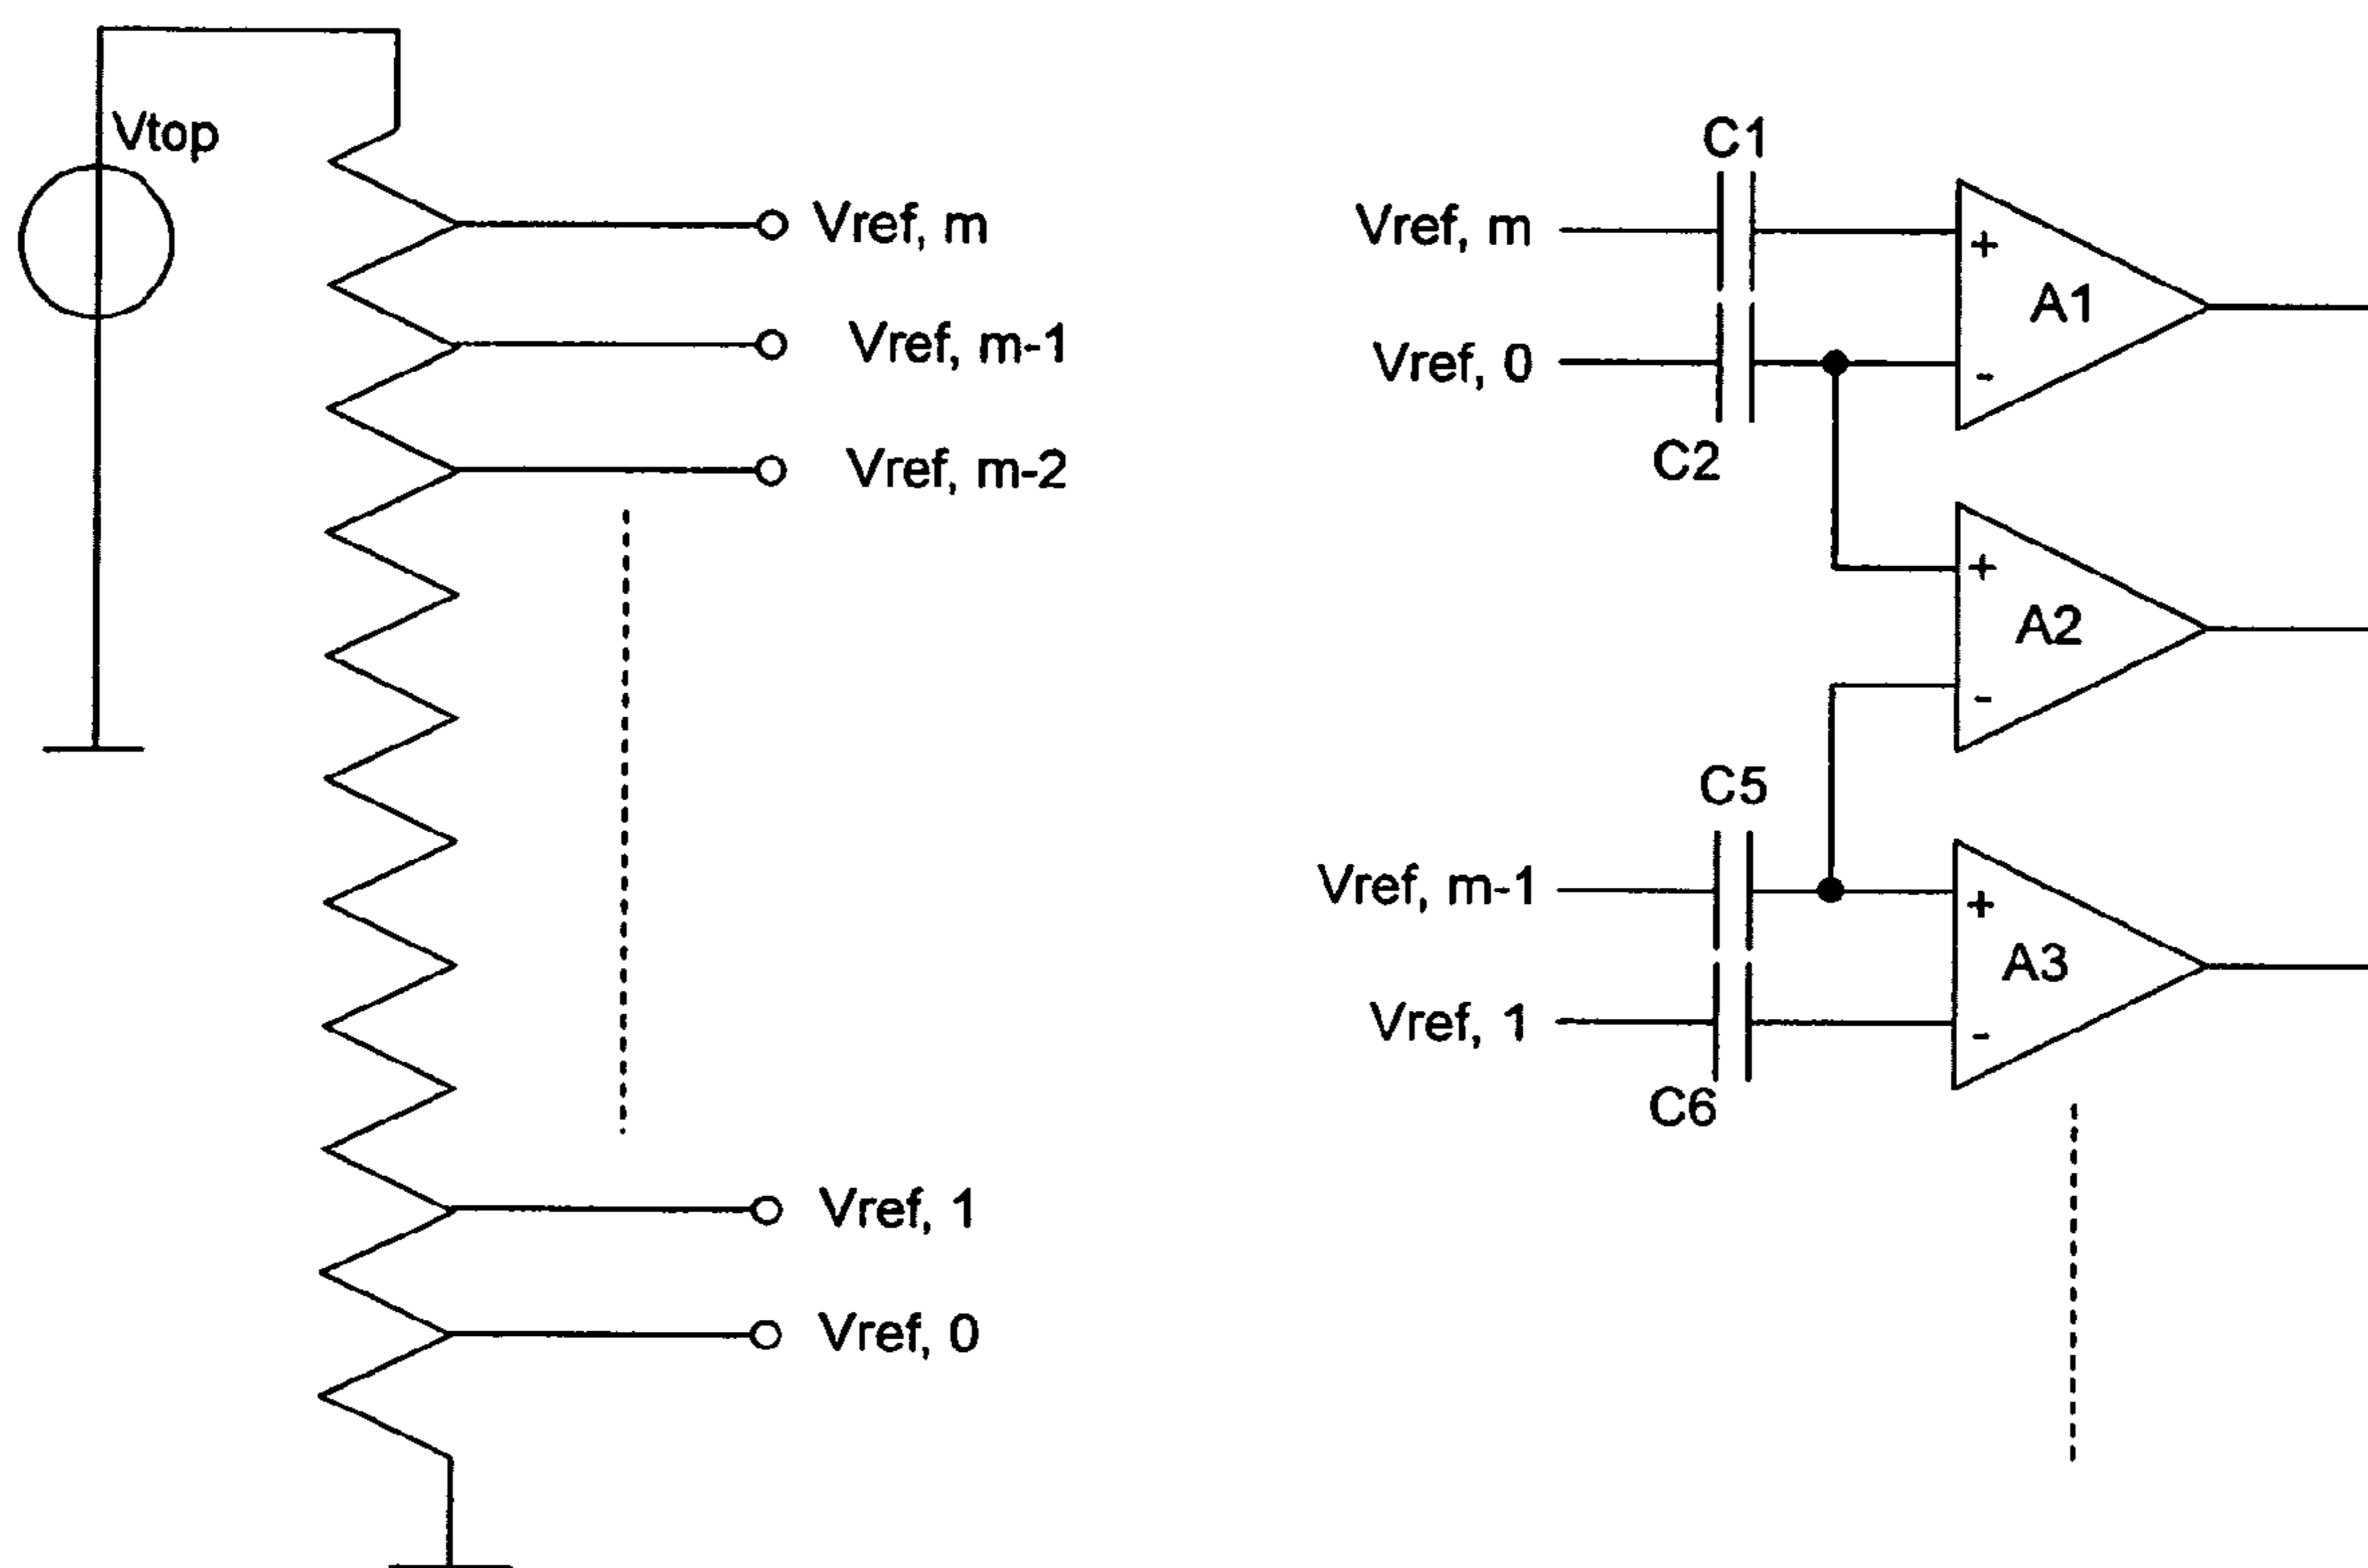 Vtop
Vref, m
Vref, m-1
Vref, m-2
Vref, 1
Vref, 0
C1
Vref, m
+
A1
Vref, 0
-
C2
+
A2
-
C5
Vref, m-1
+
A3
Vref, 1
-
C6